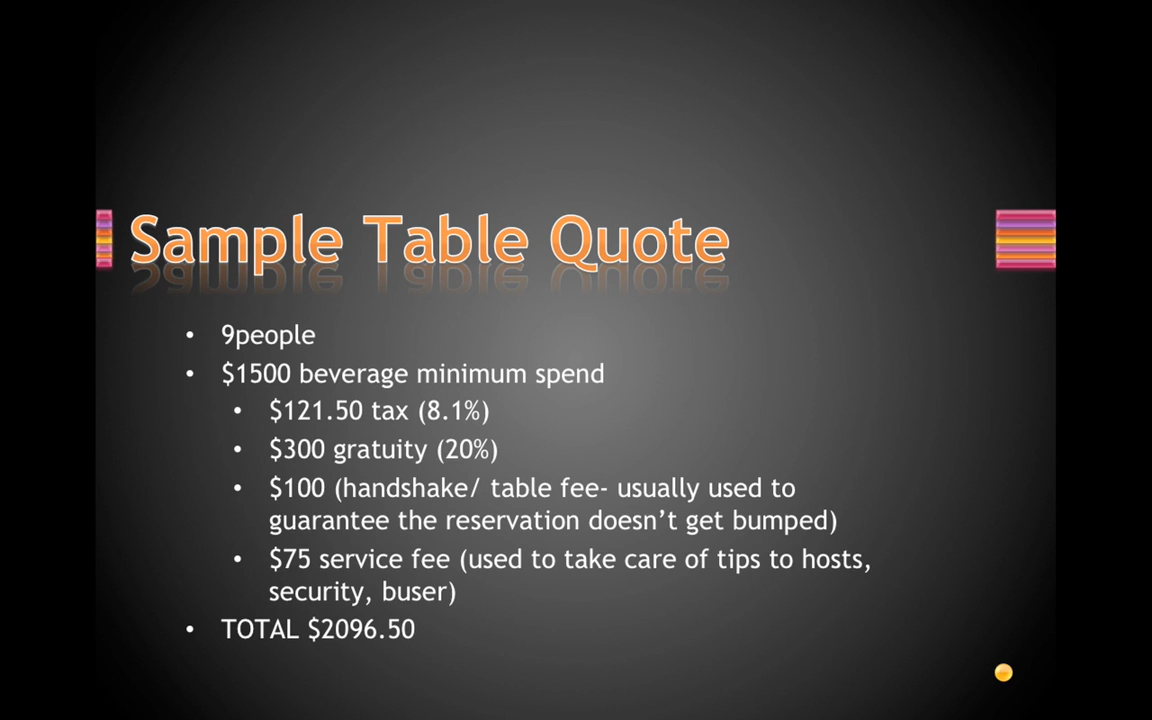 Sample Table Quote
• 9people
• $1500 beverage minimum spend
• $121.50 tax (8.1%)
• $300 gratuity (20%)
• $100 (handshake/ table fee- usually used to
guarantee the reservation doesn’t get bumped)
• $75 service fee (used to take care of tips to hosts,
security, buser)
• TOTAL $2096.50